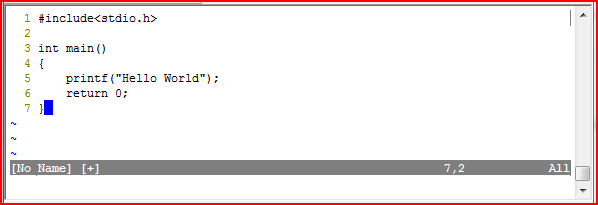 1 #include<stdio.h>
2
3 int main()
4 {
5     printf("Hello World");
6     return 0;
7 }
~
~
~
[No Name] [+] 7,2 All